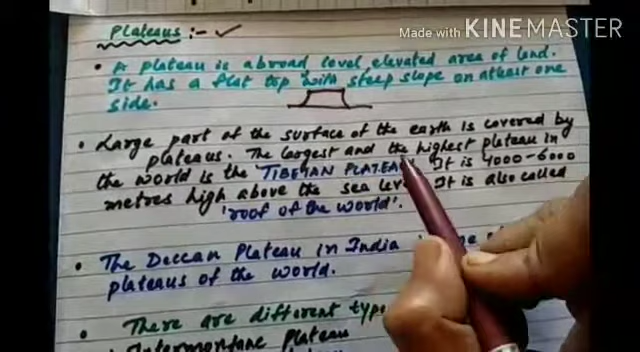 Made with KINEMASTER
Plateaus :- ✓
• A plateau is abroad level, elevated area of land.
It has a flat top with steep slope on atleast one
side.
• Large part of the surface of the earth is covered by
plateaus. The largest and the highest plateau in
the world is the 'TIBETAN PLATEA It is 4000-6000
metres high above the sea level It is also called
'roof of the world'.
• The Deccan Plateau in India
plateaus of the world.
• There are different typ
Intermontane plateau